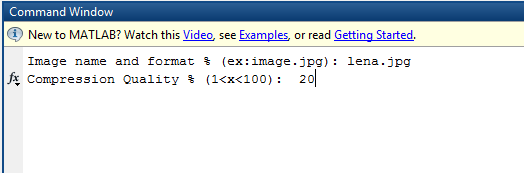 Command Window
New to MATLAB? Watch this Video, see Examples, or read Getting Started.
Image name and format % (ex:image.jpg): lena.jpg
fx Compression Quality % (1<x<100):  20